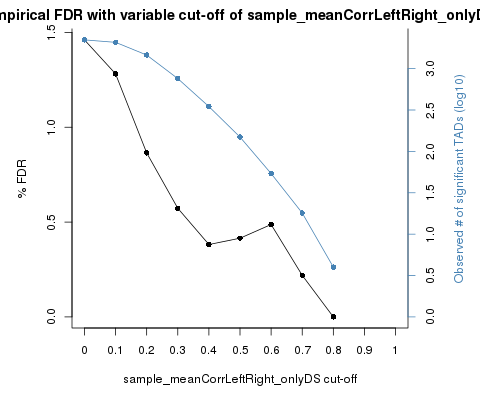 mpirical FDR with variable cut-off of sample_meanCorrLeftRight_onlyD
% FDR
0.0 0.5 1.0 1.5
0 0.1 0.2 0.3 0.4 0.5 0.6 0.7 0.8 0.9 1
sample_meanCorrLeftRight_onlyDS cut-off
0.0 0.5 1.0 1.5 2.0 2.5 3.0
Observed # of significant TADs (log10)